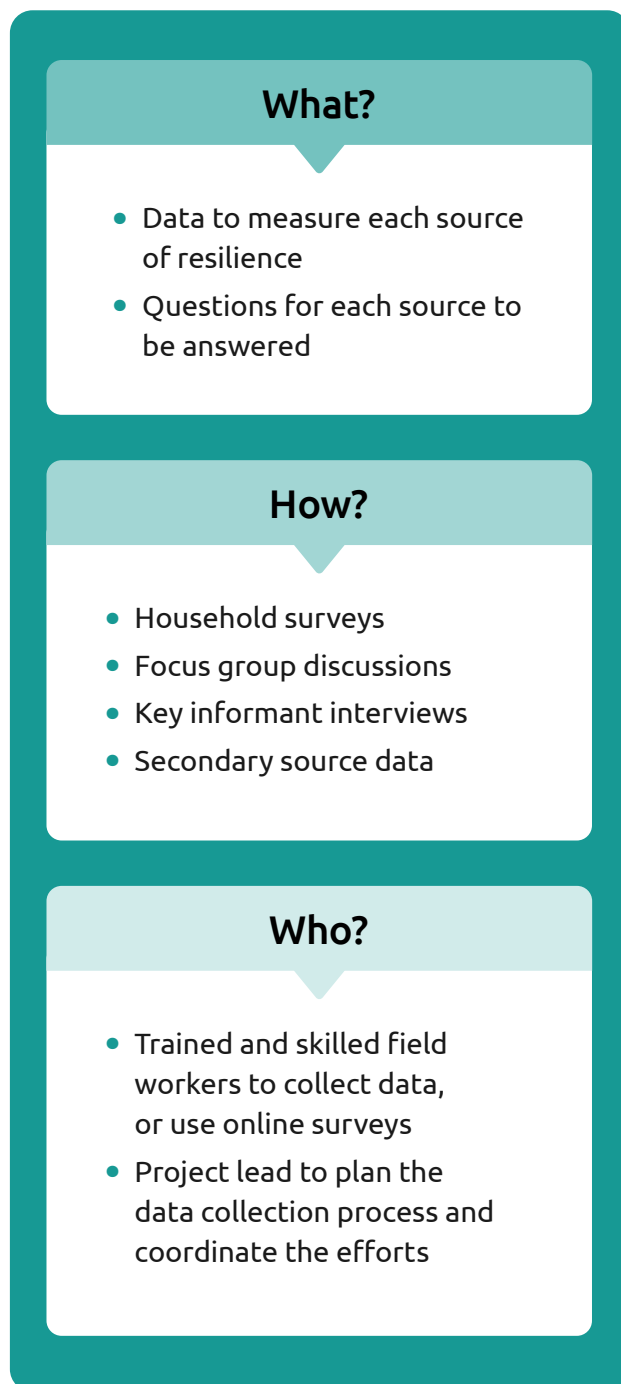 What?
• Data to measure each source
of resilience
• Questions for each source to
be answered
How?
• Household surveys
• Focus group discussions
• Key informant interviews
• Secondary source data
Who?
• Trained and skilled field
workers to collect data,
or use online surveys
• Project lead to plan the
data collection process and
coordinate the efforts